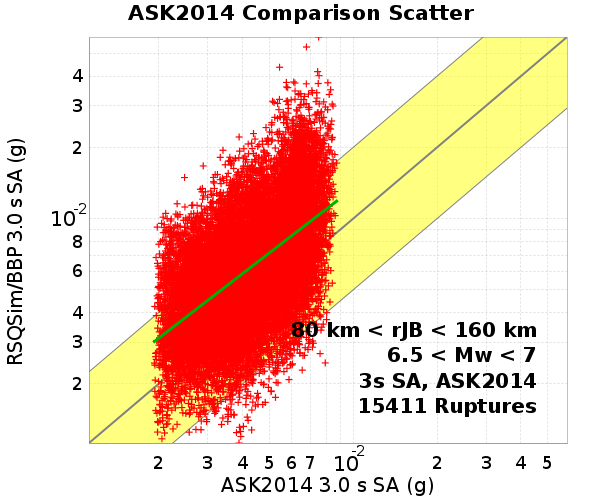 ASK2014 Comparison Scatter
RSQSim/BBP 3.0 s SA (g)
4
3
2
10-2
8
6
4
3
2
80 km < rJB < 160 km
6.5 < Mw < 7
3s SA, ASK2014
15411 Ruptures
2 3 4 5 6 7 10-2 2 3 4 5
ASK2014 3.0 s SA (g)